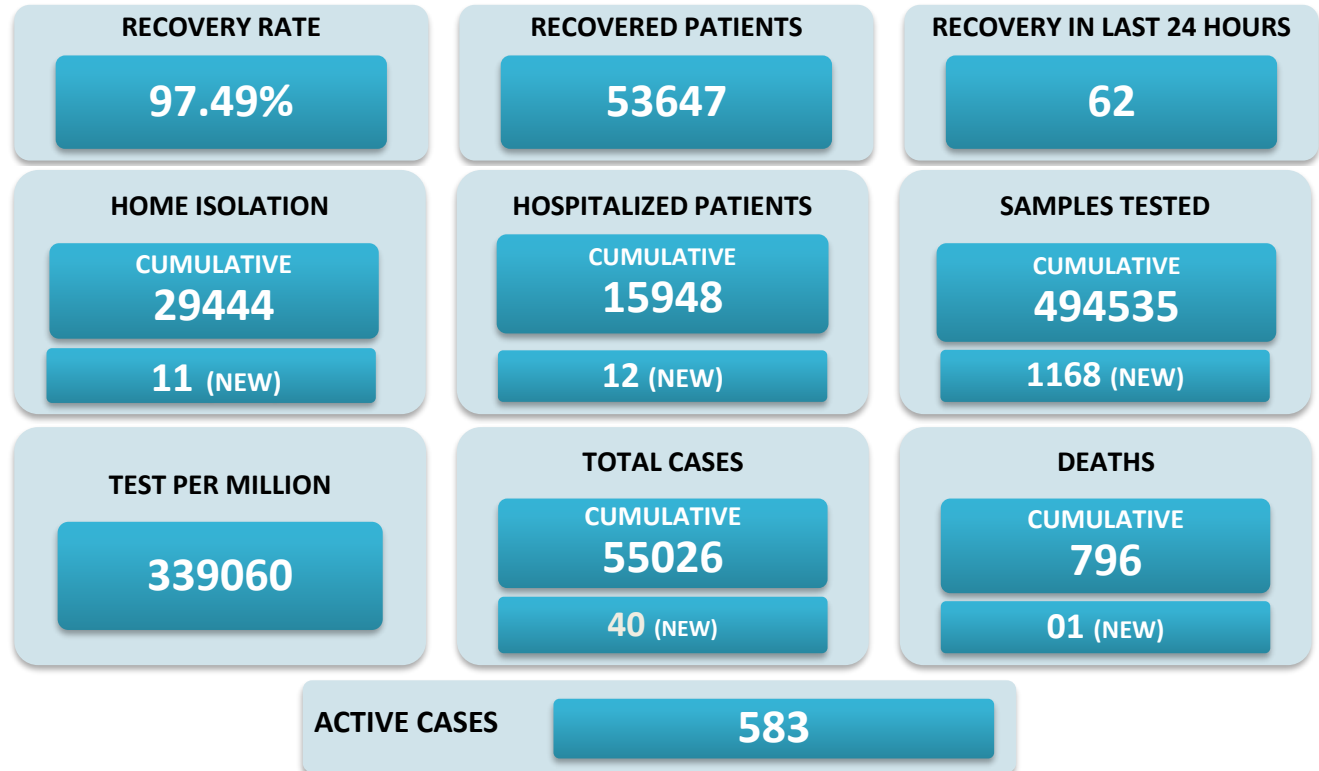 RECOVERY RATE
97.49%
RECOVERED PATIENTS
53647
RECOVERY IN LAST 24 HOURS
62
HOME ISOLATION
CUMULATIVE
29444
11 (NEW)
HOSPITALIZED PATIENTS
CUMULATIVE
15948
12 (NEW)
SAMPLES TESTED
CUMULATIVE
494535
1168 (NEW)
TEST PER MILLION
339060
TOTAL CASES
CUMULATIVE
55026
40 (NEW)
DEATHS
CUMULATIVE
796
01 (NEW)
ACTIVE CASES
583